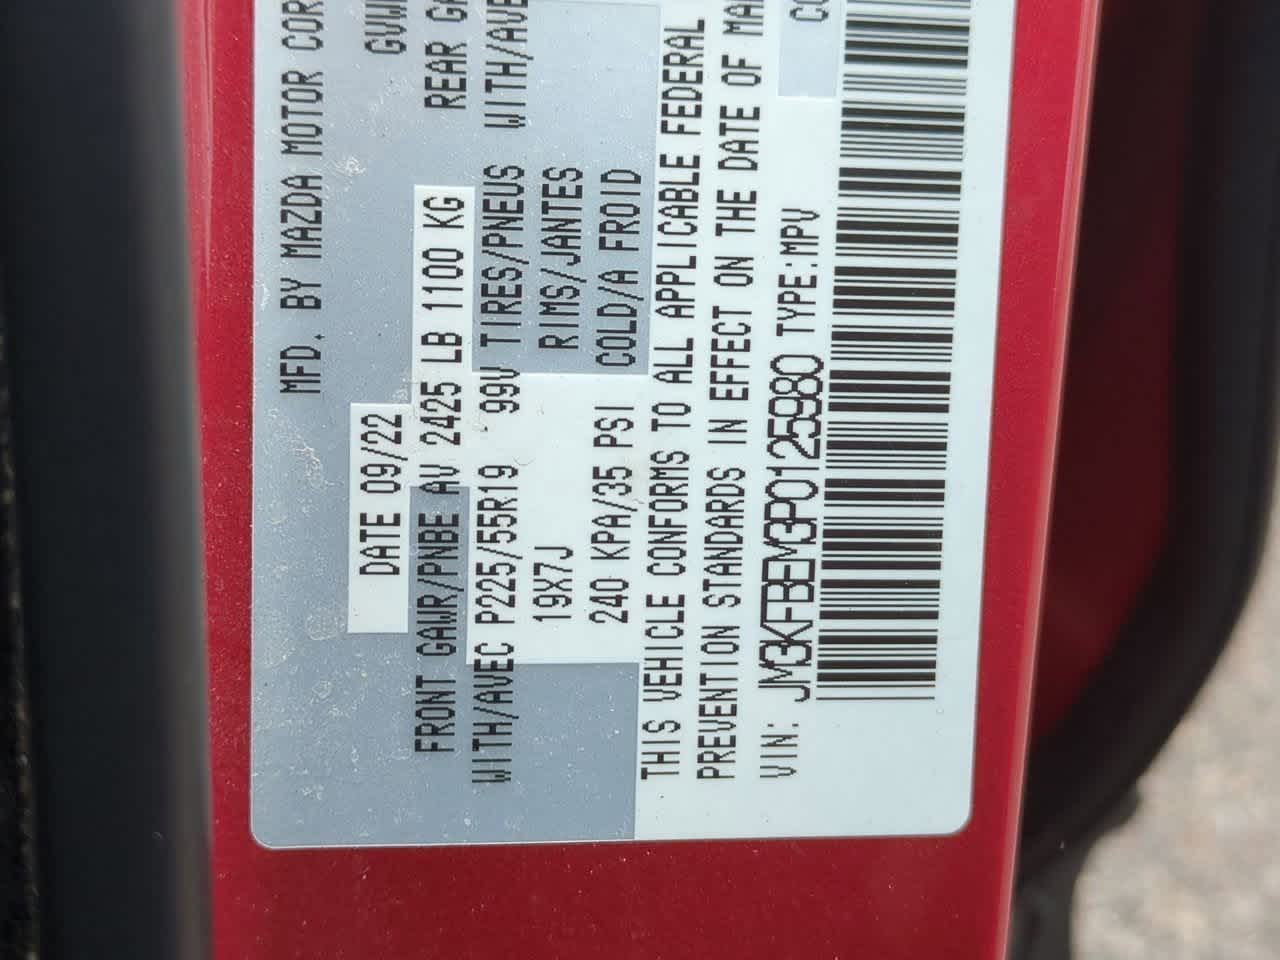 MFD. BY MAZDA MOTOR COR
DATE 09/22
FRONT GAWR/PNBE AV 2425 LB 1100 KG REAR
WITH/AVEC P225/55R19 99V TIRES/PNEUS WITH/
19X7J RIMS/JANTES
240 KPA/35 PSI COLD/A FROID
THIS VEHICLE CONFORMS TO ALL APPLICABLE FEDERAL
PREVENTION STANDARDS IN EFFECT ON THE DATE OF
VIN: JM3KFBEM3P0125980 TYPE:MPV